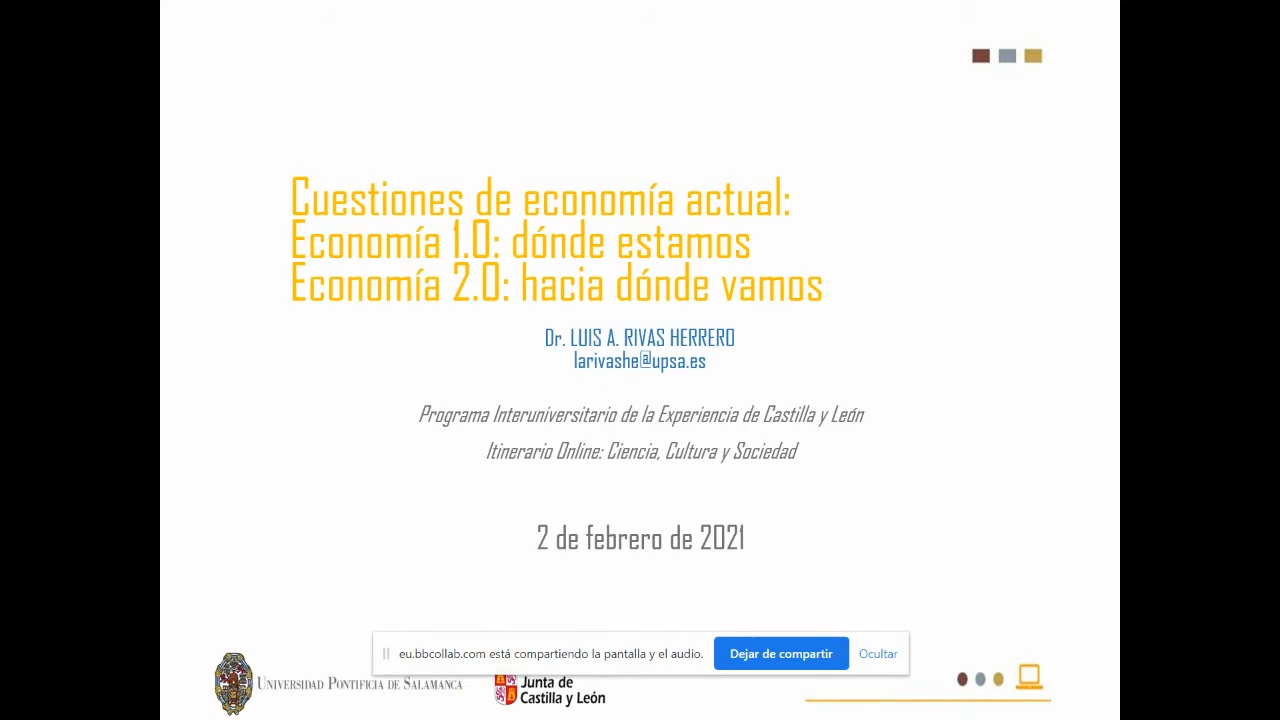 Cuestiones de economía actual:
Economía 1.0: dónde estamos
Economía 2.0: hacia dónde vamos
Dr. LUIS A. RIVAS HERRERO
larivashe@upsa.es
Programa Interuniversitario de la Experiencia de Castilla y León
Itinerario Online: Ciencia, Cultura y Sociedad
2 de febrero de 2021
eu.bbcollab.com está compartiendo la pantalla y el audio.
Dejar de compartir
Ocultar
UNIVERSIDAD PONTIFICIA DE SALAMANCA
Junta de
Castilla y León